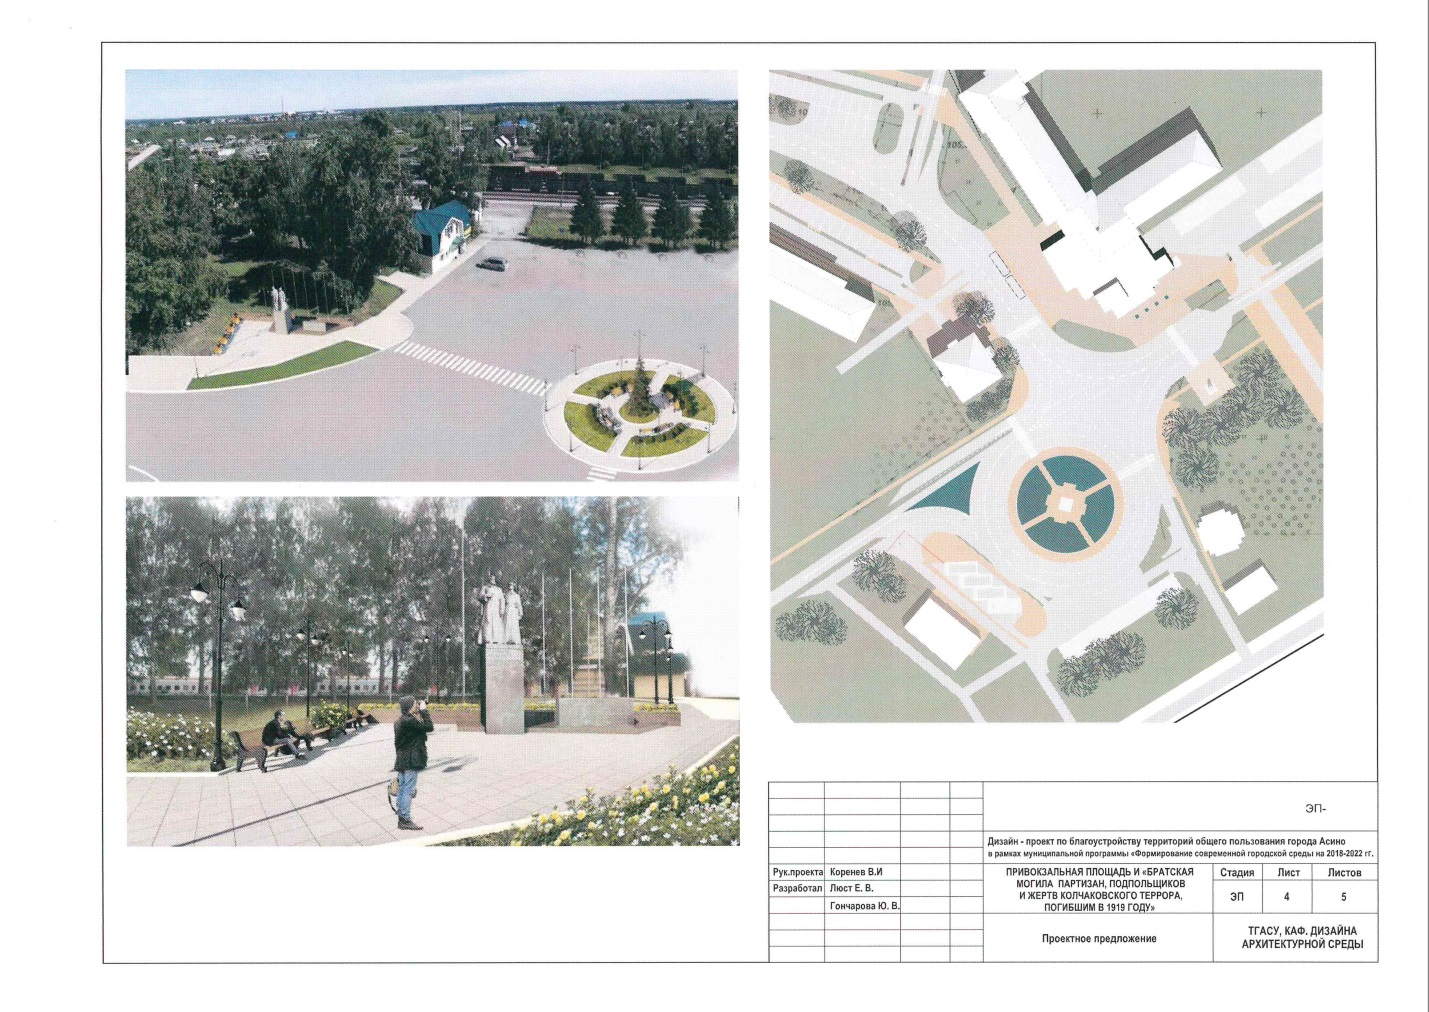 10
105,
ЭП-
Дизайн - проект по благоустройству территорий общего пользования города Асино
в рамках муниципальной программы «Формирование современной городской среды на 2018-2022 гг.
Рук.проекта Коренев В.И
Разработал Люст Е. В.
Гончарова Ю. В.
ПРИВОКЗАЛЬНАЯ ПЛОЩАДЬ И «БРАТСКАЯ
МОГИЛА ПАРТИЗАН, ПОДПОЛЬЩИКОВ
И ЖЕРТВ КОЛЧАКОВСКОГО ТЕРРОРА,
ПОГИБШИМ В 1919 ГОДУ»
Стадия Лист Листов
ЭП 4 5
Проектное предложение
ТГАСУ, КАФ. ДИЗАЙНА
АРХИТЕКТУРНОЙ СРЕДЫ